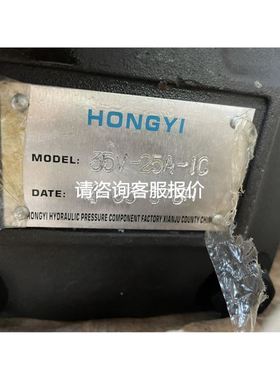 HONGYI
MODEL: 35V-25A-1C
请咨询客服报价
DATE:
HONGYI HYDRAULIC PRESSURE COMPONENT FACTORY XIANJU COUNTY CHINA